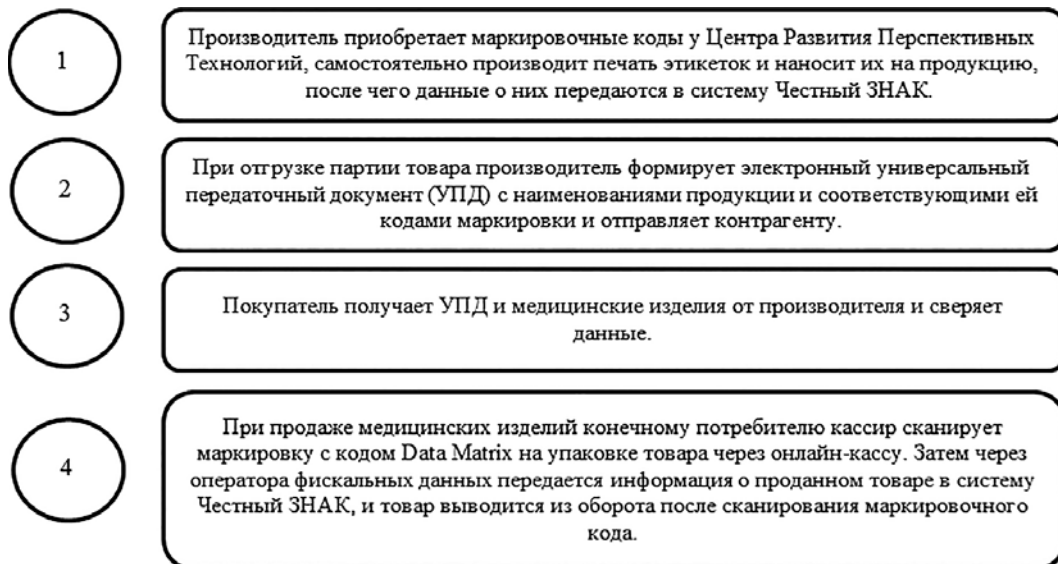 1
Производитель приобретает маркировочные коды у Центра Развития Перспективных
Технологий, самостоятельно производит печать этикеток и наносит их на продукцию,
после чего данные о них передаются в систему Честный ЗНАК.
2
При отгрузке партии товара производитель формирует электронный универсальный
передаточный документ (УПД) с наименованиями продукции и соответствующими ей
кодами маркировки и отправляет контрагенту.
3
Покупатель получает УПД и медицинские изделия от производителя и сверяет
данные.
4
При продаже медицинских изделий конечному потребителю кассир сканирует
маркировку с кодом Data Matrix на упаковке товара через онлайн-кассу. Затем через
оператора фискальных данных передается информация о проданном товаре в систему
Честный ЗНАК, и товар выводится из оборота после сканирования маркировочного
кода.